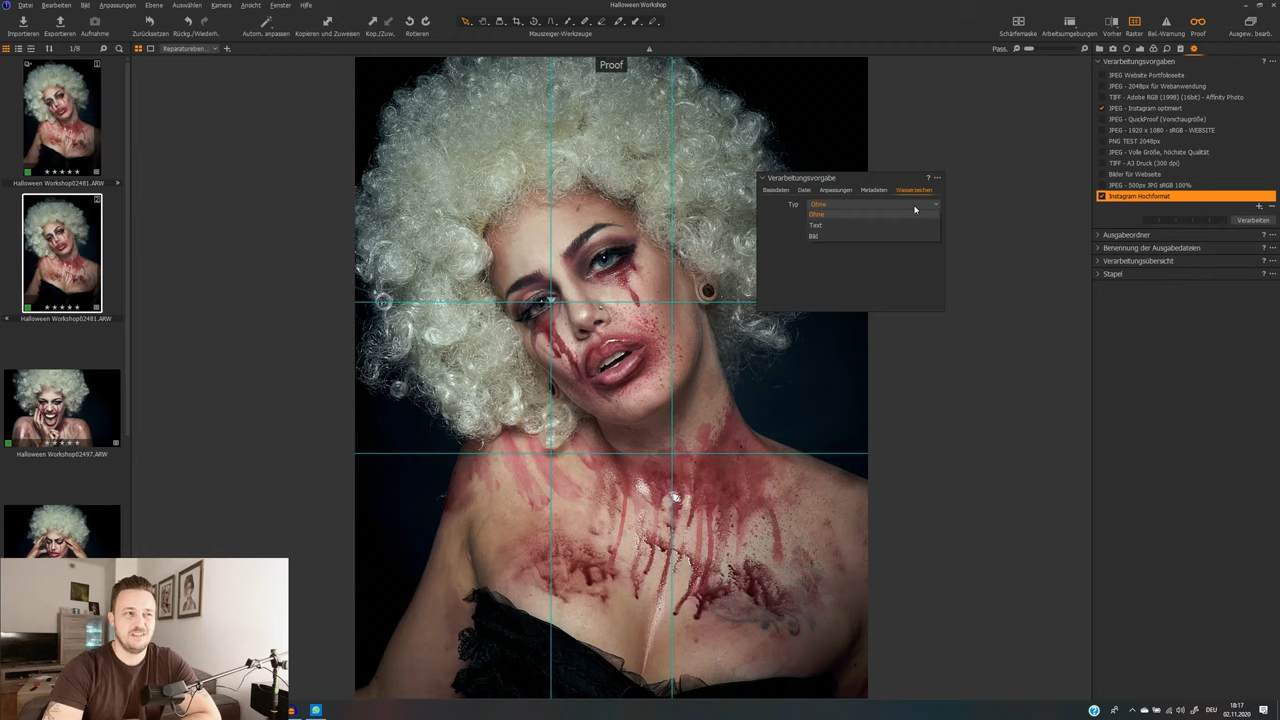 Halloween Workshop
Datei Bearbeiten Bild Anpassungen Ebene Auswählen Kamera Ansicht Fenster Hilfe
Importieren Exportieren Aufnahme Zurücksetzen Rückg./Wiederh. Autom. anpassen Kopieren und Zuweisen Kop./Zuw. Rotieren Mauszeiger-Werkzeuge Schärfemaske Arbeitsumgebungen Vorher Raster Bel.-Warnung Proof Ausgew. bearb.
1/8 Reparatureben... Pass.
Proof
Halloween Workshop02481.ARW
Halloween Workshop02481.ARW
Halloween Workshop02497.ARW
Verarbeitungsvorgabe
Basisdaten Datei Anpassungen Metadaten Wasserzeichen
Typ Ohne
Ohne
Text
Bild
Verarbeitungsvorgaben
JPEG Website Portfolioseite
JPEG - 2048px für Webanwendung
TIFF - Adobe RGB (1998) (16bit) - Affinity Photo
JPEG - Instagram optimiert
JPEG - QuickProof (Vorschaugröße)
JPEG - 1920 x 1080 - sRGB - WEBSITE
PNG TEST 2048px
JPEG - Volle Größe, höchste Qualität
TIFF - A3 Druck (300 dpi)
Bilder für Webseite
JPEG - 500px JPG sRGB 100%
Instagram Hochformat
Verarbeiten
Ausgabeordner
Benennung der Ausgabedateien
Verarbeitungsübersicht
Stapel
DEU
18:17
02.11.2020